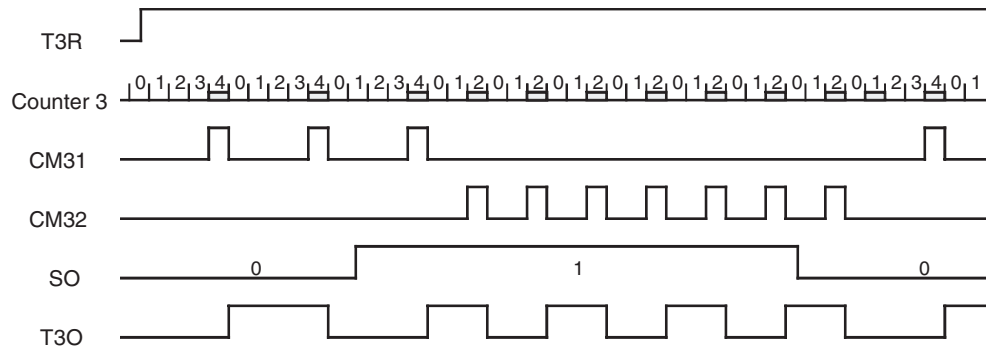 T3R
Counter 3 0 1 2 3 4 0 1 2 3 4 0 1 2 3 4 0 1 2 0 1 2 0 1 2 0 1 2 0 1 2 0 1 2 0 1 2 0 1 2 3 4 0 1
CM31
CM32
SO 0 1 0
T3O